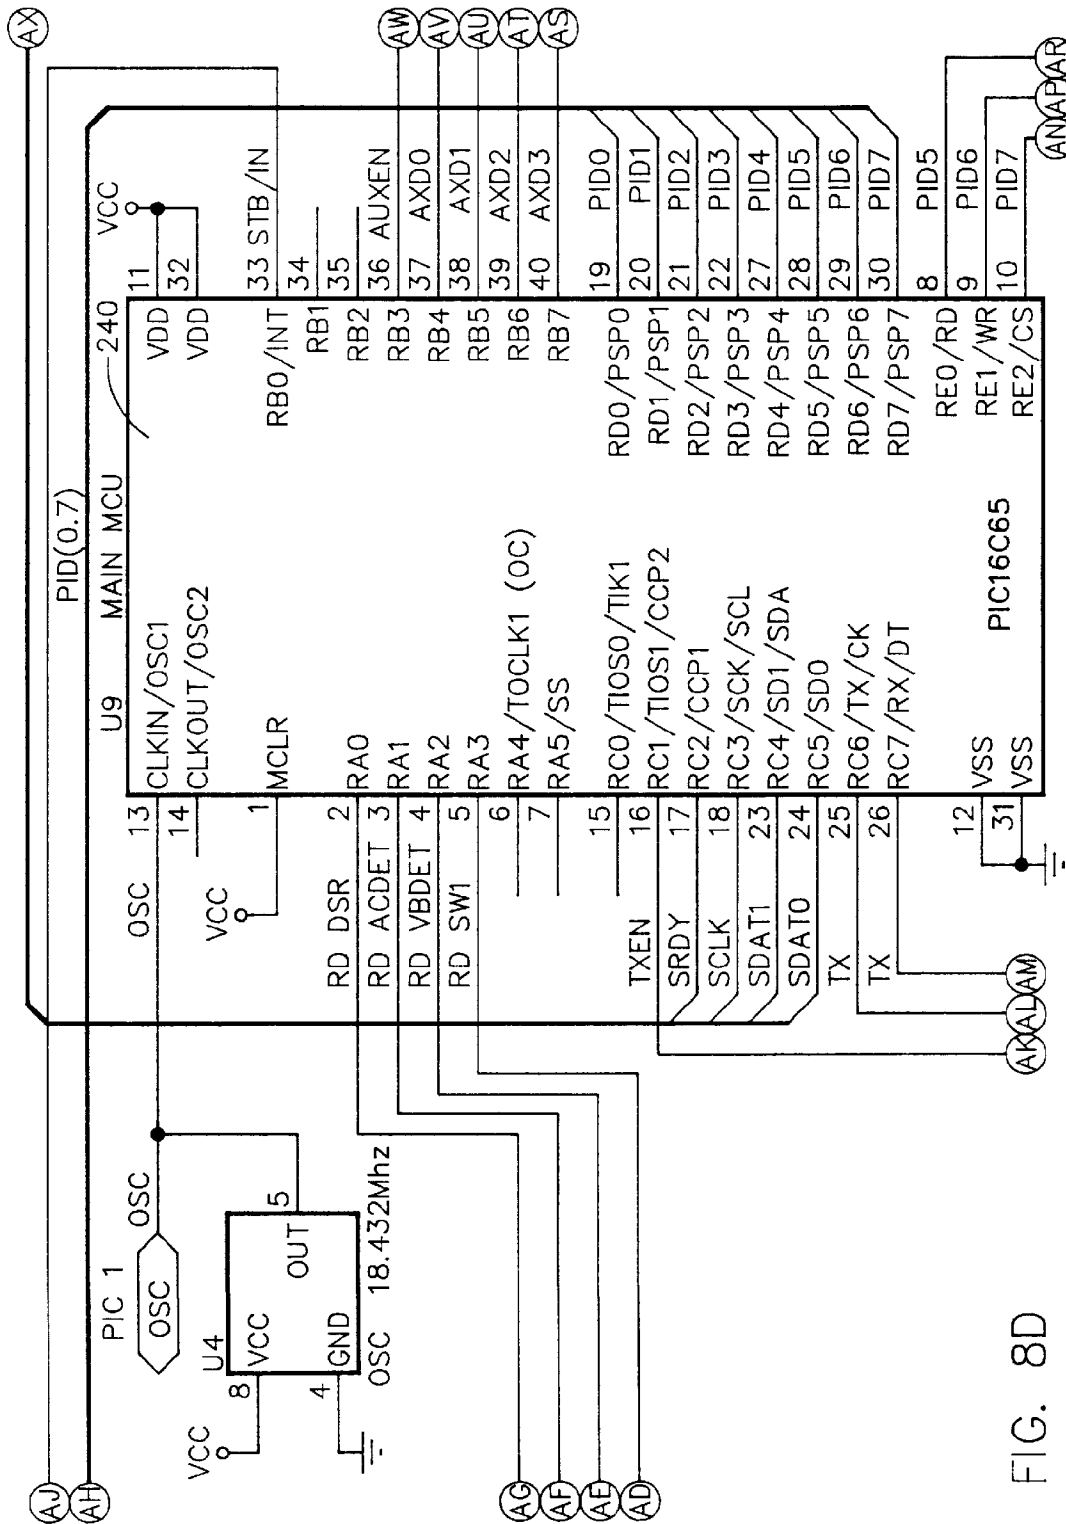 AJ
AH
AX
PID(0.7)
U9 MAIN MCU 240
PIC 1
OSC
OSC
OSC
13
CLKIN/OSC1
14
CLKOUT/OSC2
VCC
1
MCLR
U4
8
VCC
VCC
4
GND
OUT
5
OSC 18.432Mhz
RD DSR
2
RA0
RD ACDET
3
RA1
RD VBDET
4
RA2
RD SW1
5
RA3
6
RA4/TOCLK1 (OC)
7
RA5/SS
15
RC0/TIOS0/TIK1
TXEN
16
RC1/TIOS1/CCP2
SRDY
17
RC2/CCP1
SCLK
18
RC3/SCK/SCL
SDAT1
23
RC4/SD1/SDA
SDAT0
24
RC5/SD0
TX
25
RC6/TX/CK
TX
26
RC7/RX/DT
12
VSS
31
VSS
PIC16C65
VCC
VDD
11
VDD
32
RB0/INT
33
STB/IN
RB1
34
RB2
35
RB3
36
AUXEN
AW
RB4
37
AXD0
AV
RB5
38
AXD1
AU
RB6
39
AXD2
AT
RB7
40
AXD3
AS
RD0/PSP0
19
PID0
RD1/PSP1
20
PID1
RD2/PSP2
21
PID2
RD3/PSP3
22
PID3
RD4/PSP4
27
PID4
RD5/PSP5
28
PID5
RD6/PSP6
29
PID6
RD7/PSP7
30
PID7
RE0/RD
8
PID5
RE1/WR
9
PID6
RE2/CS
10
PID7
AG
AF
AE
AD
AK
AL
AM
AN
AP
AR
FIG. 8D